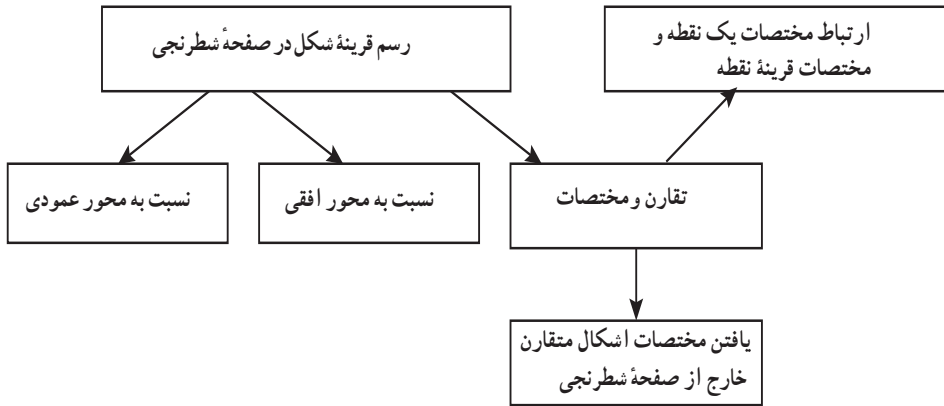 رسم قرینهٔ شکل در صفحهٔ شطرنجی
ارتباط مختصات یک نقطه و
مختصات قرینهٔ نقطه
تقارن و مختصات
نسبت به محور افقی
نسبت به محور عمودی
یافتن مختصات اشکال متقارن
خارج از صفحهٔ شطرنجی